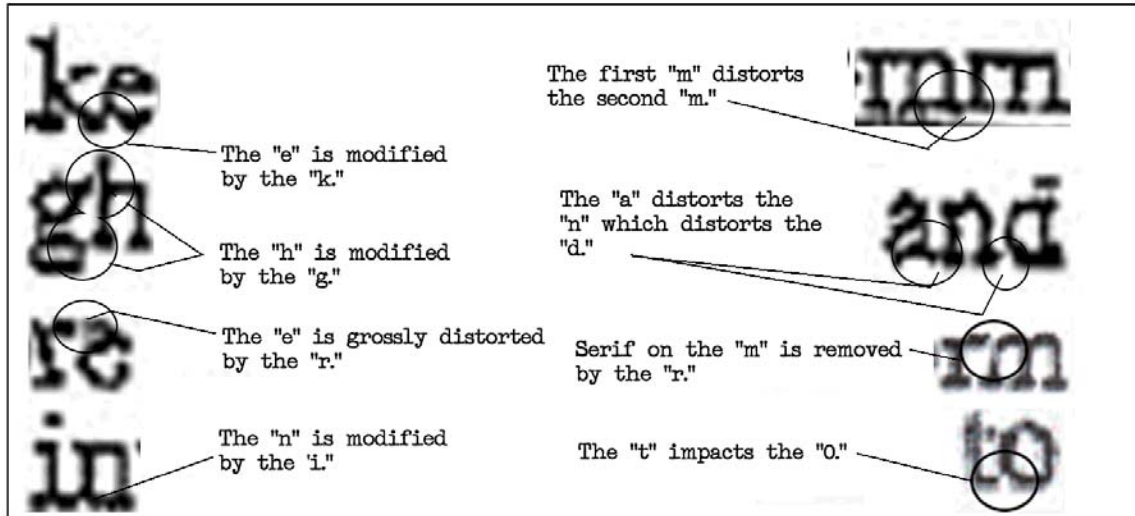 ke
The "e" is modified
by the "k."
gh
The "h" is modified
by the "g."
re
The "e" is grossly distorted
by the "r."
in
The "n" is modified
by the 'i."
mm
The first "m" distorts
the second "m."
and
The "a" distorts the
"n" which distorts the
"d."
rm
Serif on the "m" is removed
by the "r."
to
The "t" impacts the "O."